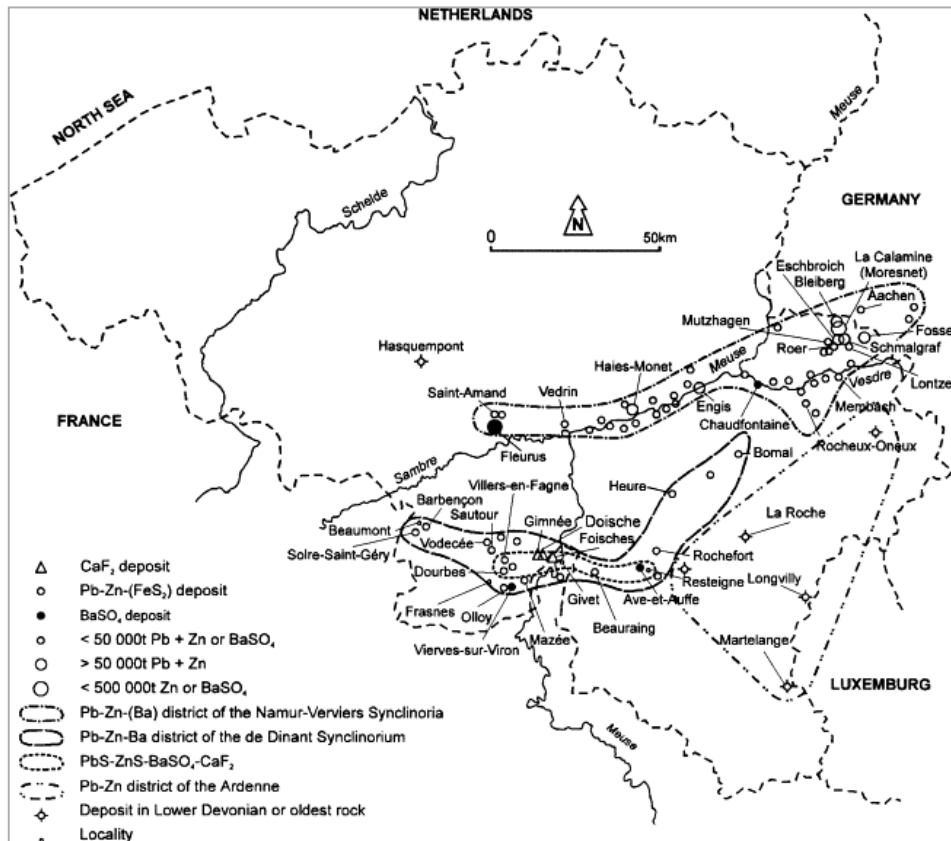 NETHERLANDS
NORTH SEA
Meuse
Schelde
GERMANY
N
0 50km
La Calamine
(Moresnet)
Eschbroich
Bleiberg
Aachen
Mutzhagen
Fosse
Hasquempont
Roer
Schmalgraf
Haies-Monet
Meuse
Lontze
Saint-Amand
Vedrin
Vesdre
Engis
Membach
FRANCE
Chaudfontaine
Fleurus
Rocheux-Oneux
Bomal
Sambre
Villers-en-Fagne
Heure
Barbençon
Sautour
Gimnée
Doische
La Roche
Beaumont
Vodecée
Foisches
Solre-Saint-Géry
Rochefort
Dourbes
Resteigne
Longvilly
Frasnes
Givet
Ave-et-Auffe
Olloy
Beauraing
Mazée
Vierves-sur-Viron
Martelange
LUXEMBURG
Meuse
CaF₂ deposit
Pb-Zn-(FeS₂) deposit
BaSO₄ deposit
< 50 000t Pb + Zn or BaSO₄
> 50 000t Pb + Zn
< 500 000t Zn or BaSO₄
Pb-Zn-(Ba) district of the Namur-Verviers Synclinoria
Pb-Zn-Ba district of the de Dinant Synclinorium
PbS-ZnS-BaSO₄-CaF₂
Pb-Zn district of the Ardenne
Deposit in Lower Devonian or oldest rock
Locality